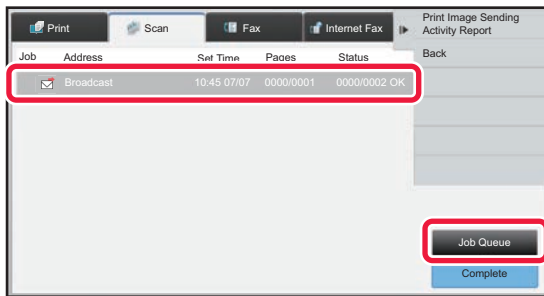 Print Scan Fax Internet Fax
Print Image Sending
Activity Report
Job Address Set Time Pages Status
Back
Broadcast 10:45 07/07 0000/0001 0000/0002 OK
Job Queue
Complete